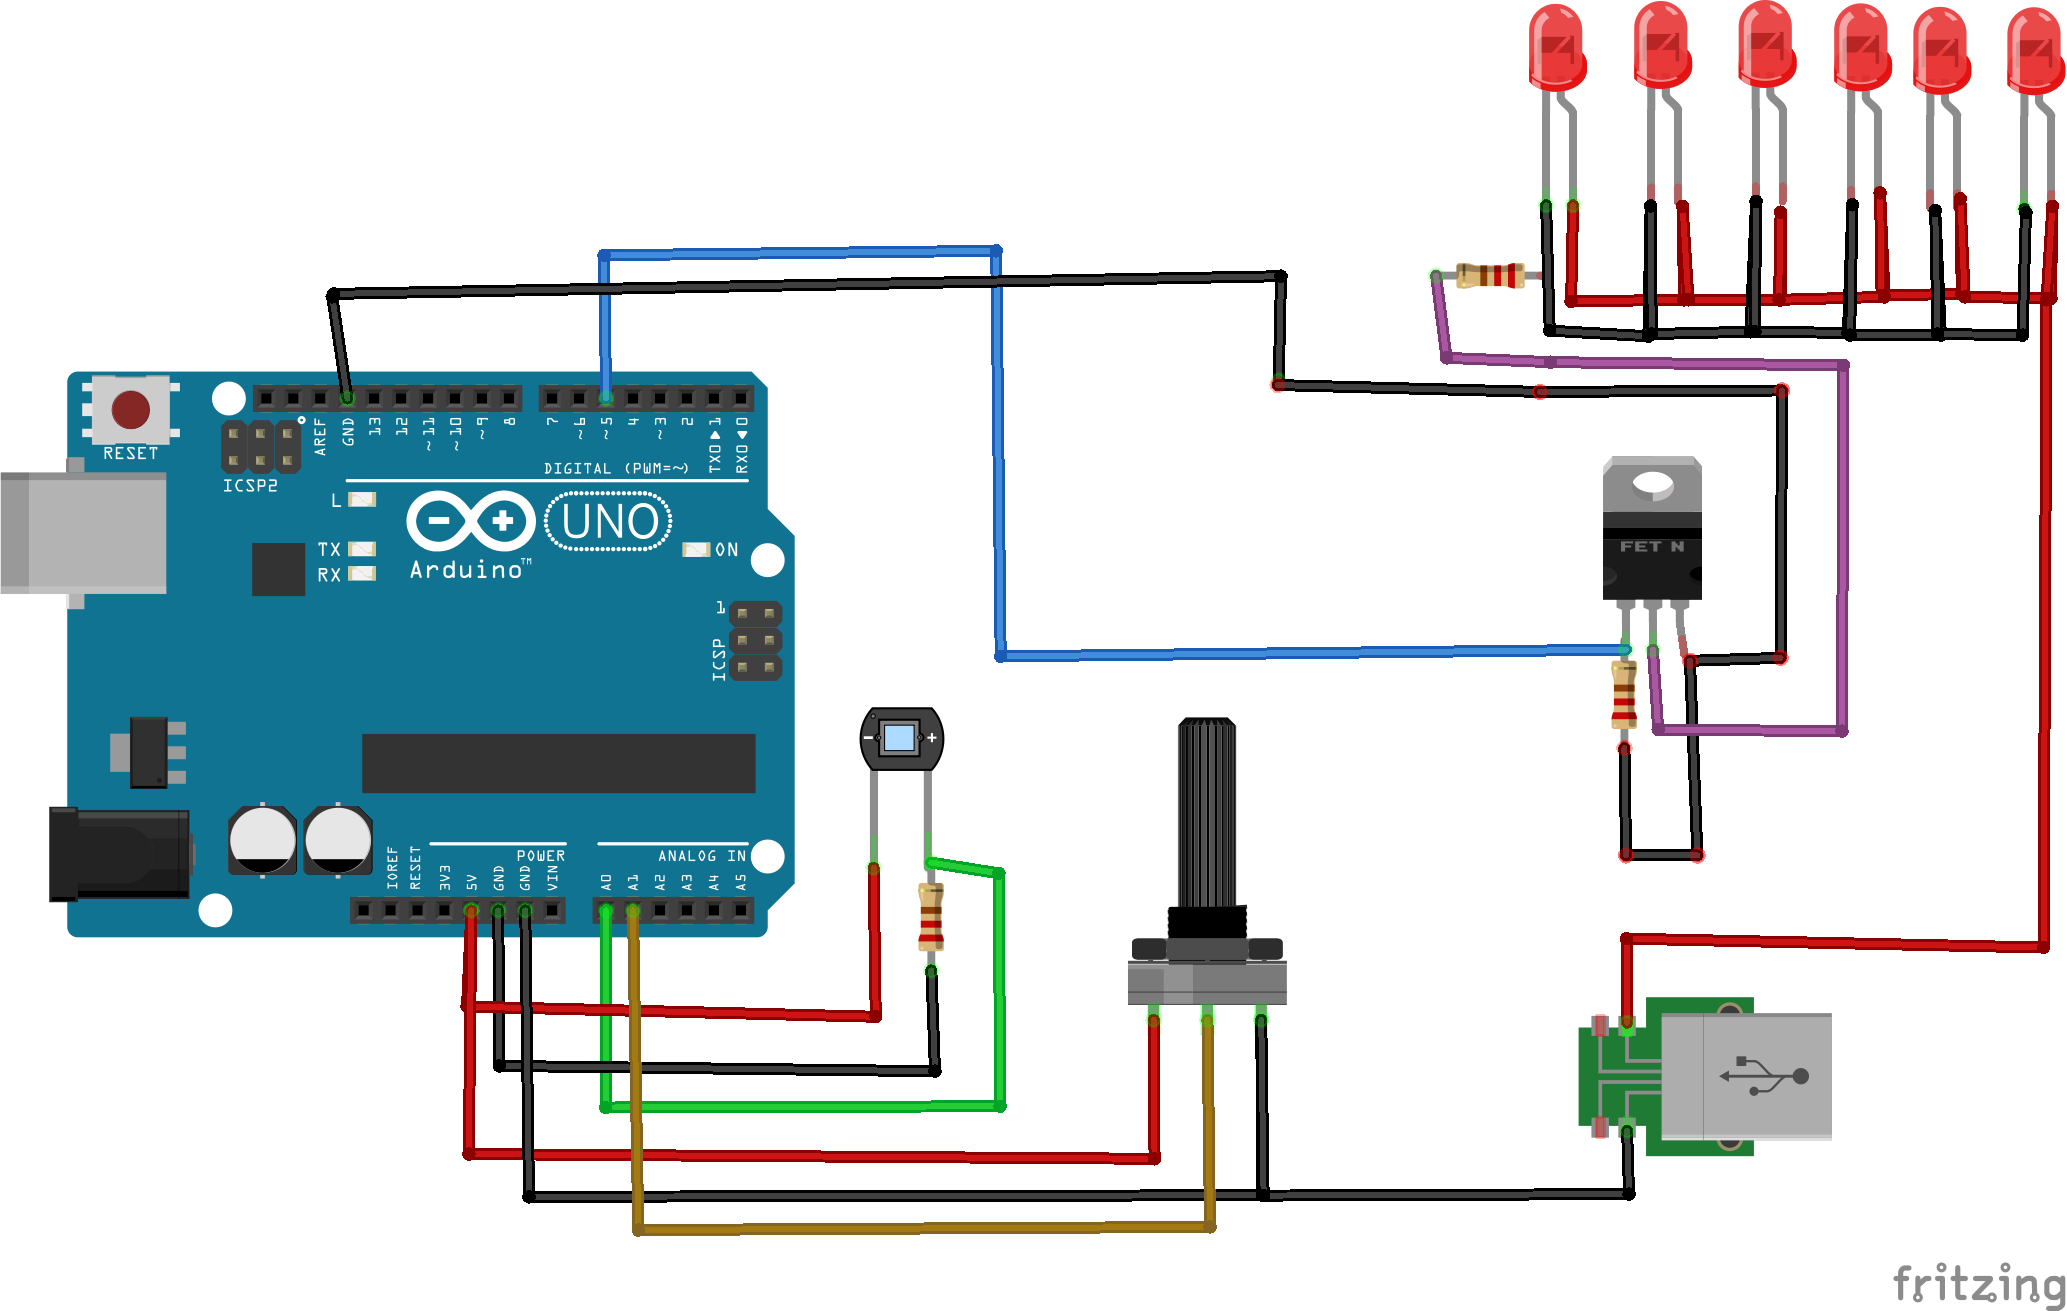 RESET
ICSP2
AREF
GND
13
12
~11
~10
~9
8
7
~6
~5
4
~3
2
TX0▶1
RX0◀0
DIGITAL (PWM=~)
L
TX
RX
UNO
ON
Arduino™
1
ICSP
FET N
- +
POWER
ANALOG IN
IOREF
RESET
3V3
5V
GND
GND
VIN
A0
A1
A2
A3
A4
A5
fritzing